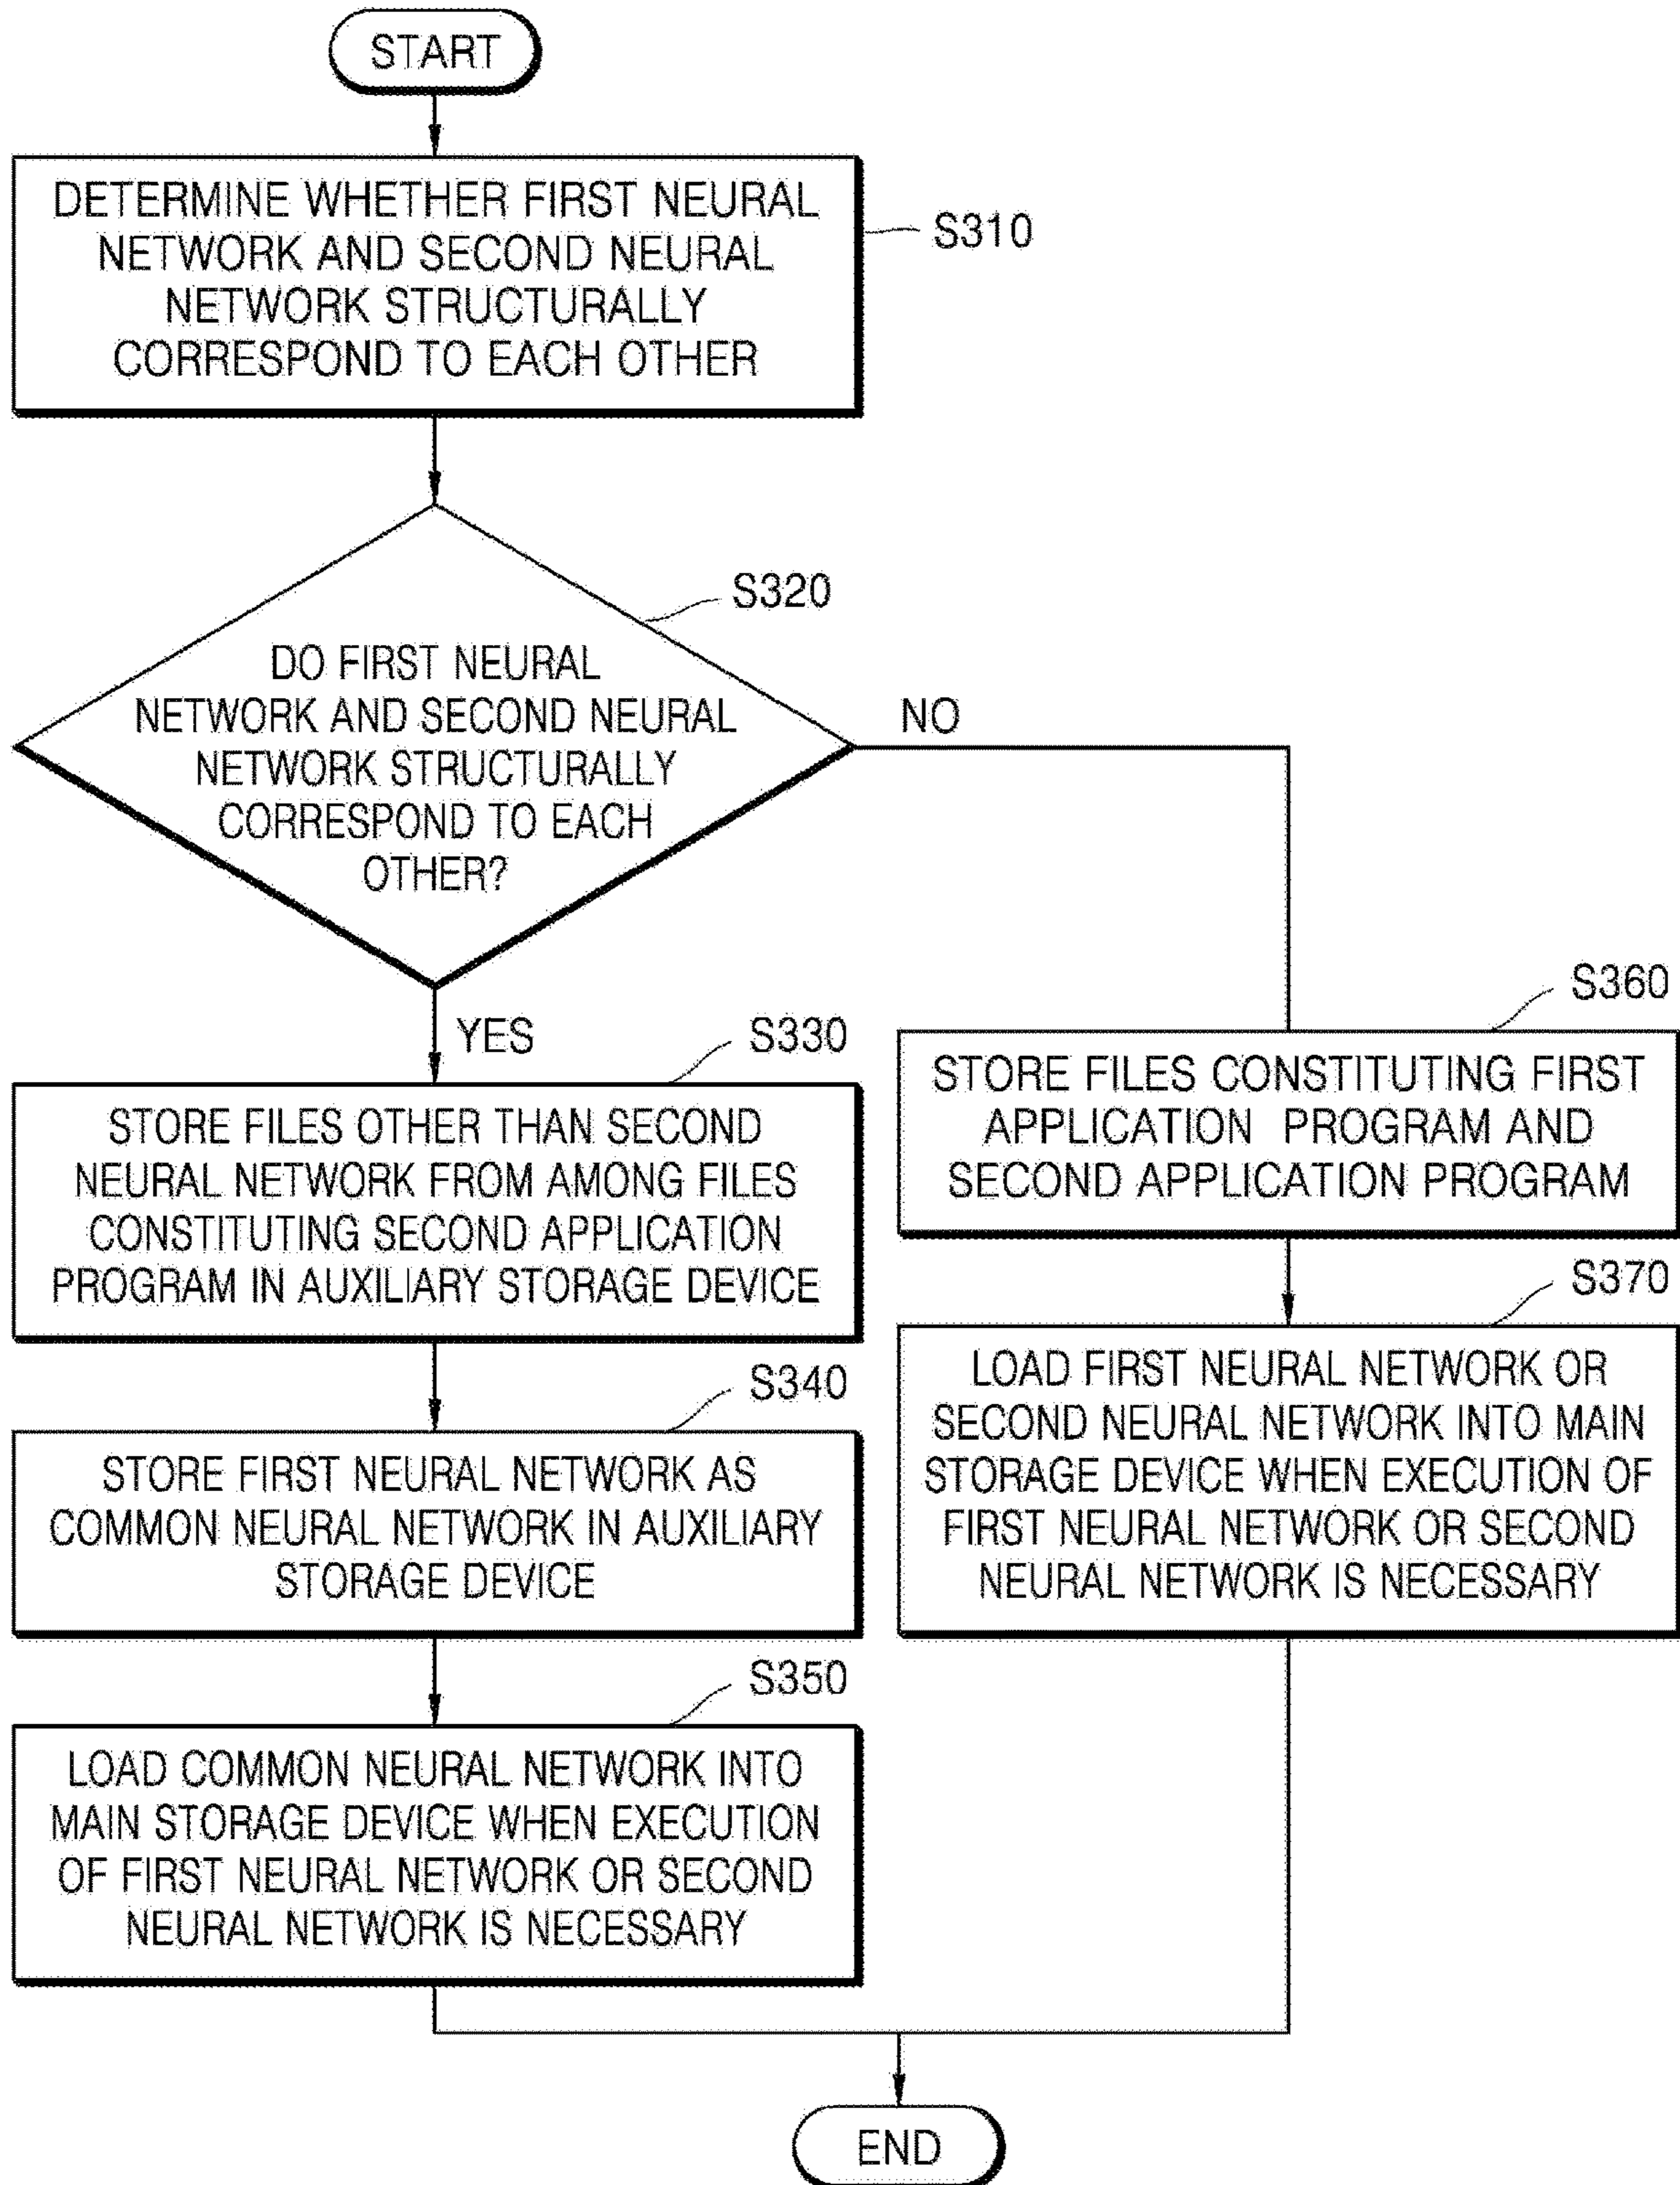 START
DETERMINE WHETHER FIRST NEURAL
NETWORK AND SECOND NEURAL
NETWORK STRUCTURALLY
CORRESPOND TO EACH OTHER
S310
S320
DO FIRST NEURAL
NETWORK AND SECOND NEURAL
NETWORK STRUCTURALLY
CORRESPOND TO EACH
OTHER?
NO
YES
S330
STORE FILES OTHER THAN SECOND
NEURAL NETWORK FROM AMONG FILES
CONSTITUTING SECOND APPLICATION
PROGRAM IN AUXILIARY STORAGE DEVICE
S340
STORE FIRST NEURAL NETWORK AS
COMMON NEURAL NETWORK IN AUXILIARY
STORAGE DEVICE
S350
LOAD COMMON NEURAL NETWORK INTO
MAIN STORAGE DEVICE WHEN EXECUTION
OF FIRST NEURAL NETWORK OR SECOND
NEURAL NETWORK IS NECESSARY
S360
STORE FILES CONSTITUTING FIRST
APPLICATION PROGRAM AND
SECOND APPLICATION PROGRAM
S370
LOAD FIRST NEURAL NETWORK OR
SECOND NEURAL NETWORK INTO MAIN
STORAGE DEVICE WHEN EXECUTION OF
FIRST NEURAL NETWORK OR SECOND
NEURAL NETWORK IS NECESSARY
END